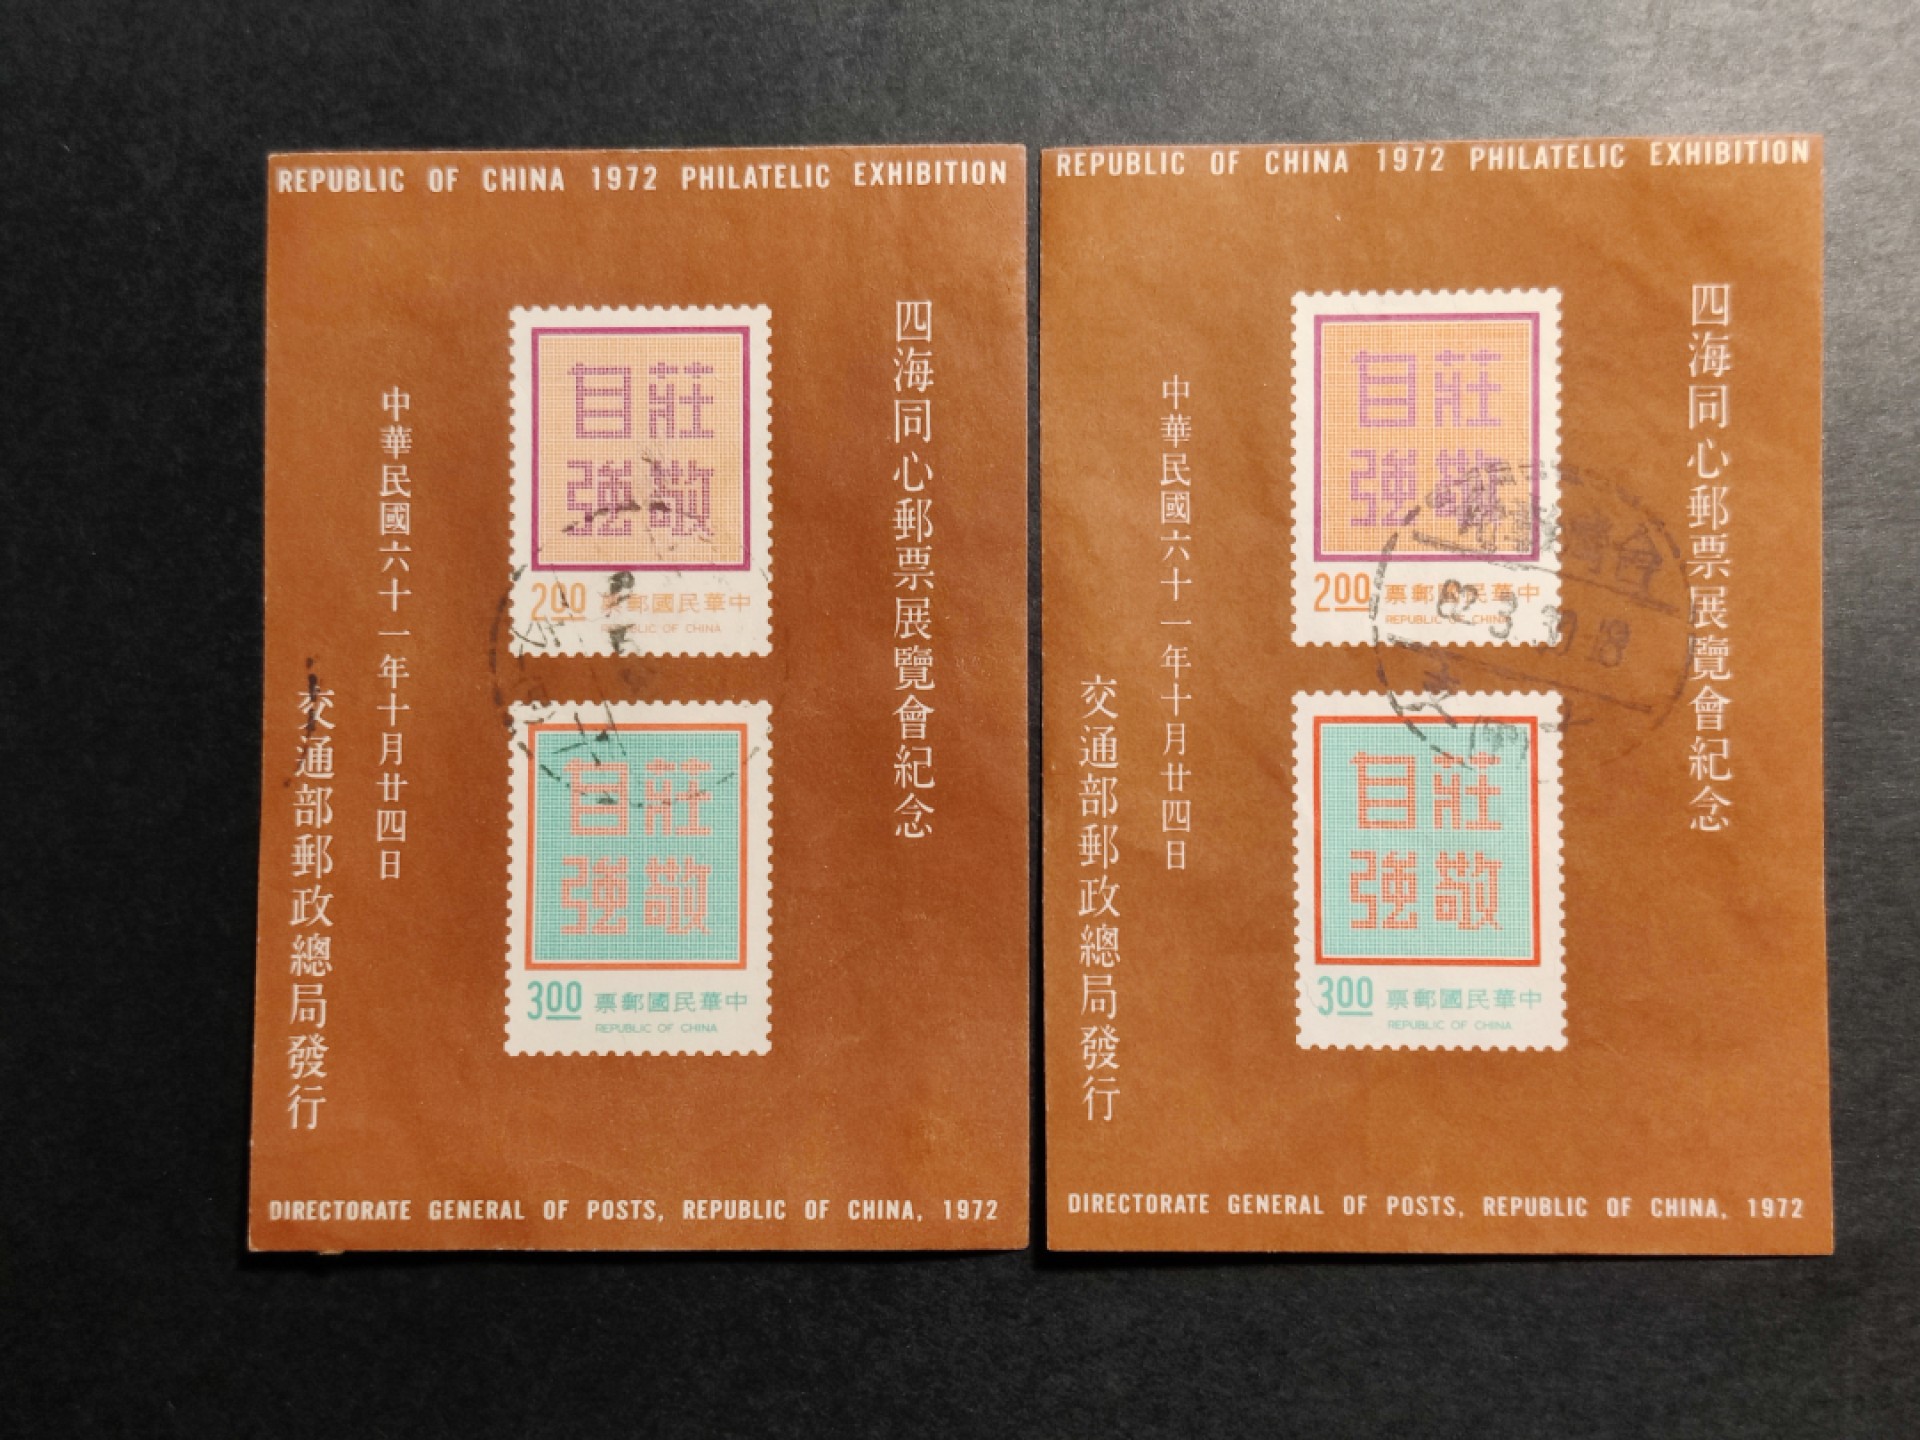 REPUBLIC OF CHINA 1972 PHILATELIC EXHIBITION
四海同心郵票展覽會紀念
中華民國六十一年十月廿四日
交通部郵政總局發行
莊敬
自強
2.00 中華民國郵票
REPUBLIC OF CHINA
莊敬
自強
3.00 中華民國郵票
REPUBLIC OF CHINA
DIRECTORATE GENERAL OF POSTS, REPUBLIC OF CHINA, 1972
REPUBLIC OF CHINA 1972 PHILATELIC EXHIBITION
四海同心郵票展覽會紀念
中華民國六十一年十月廿四日
交通部郵政總局發行
莊敬
自強
2.00 中華民國郵票
REPUBLIC OF CHINA
莊敬
自強
3.00 中華民國郵票
REPUBLIC OF CHINA
DIRECTORATE GENERAL OF POSTS, REPUBLIC OF CHINA, 1972